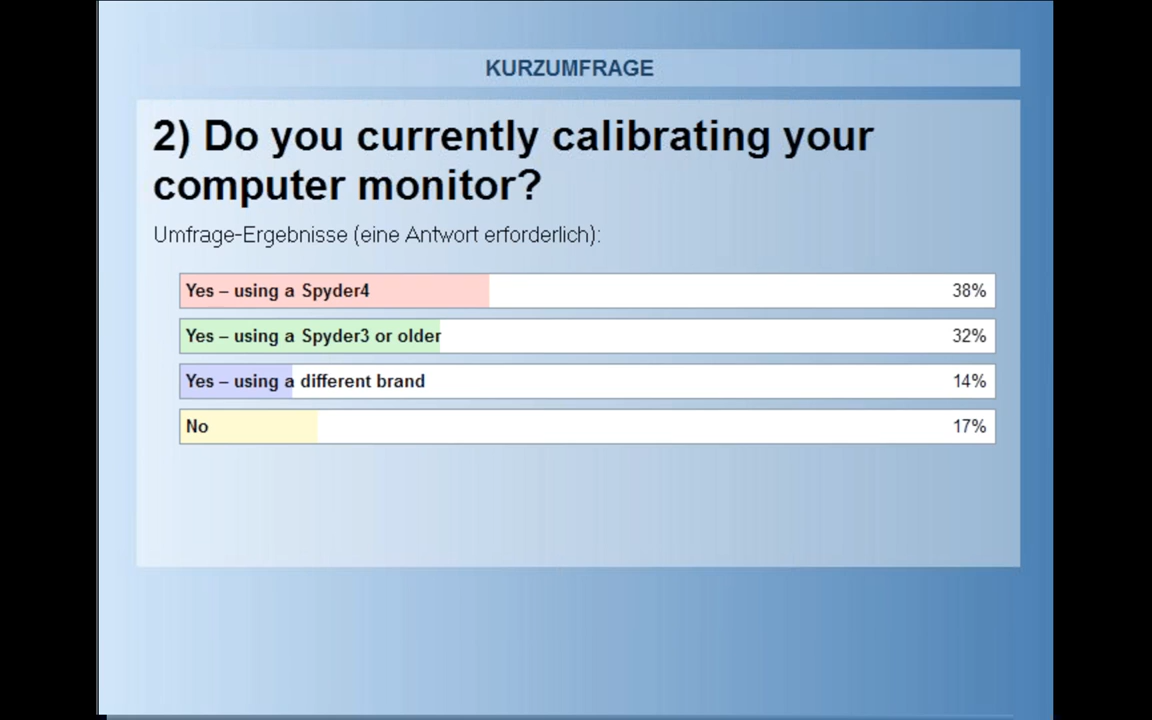 KURZUMFRAGE
2) Do you currently calibrating your
computer monitor?
Umfrage-Ergebnisse (eine Antwort erforderlich):
Yes – using a Spyder4 38%
Yes – using a Spyder3 or older 32%
Yes – using a different brand 14%
No 17%